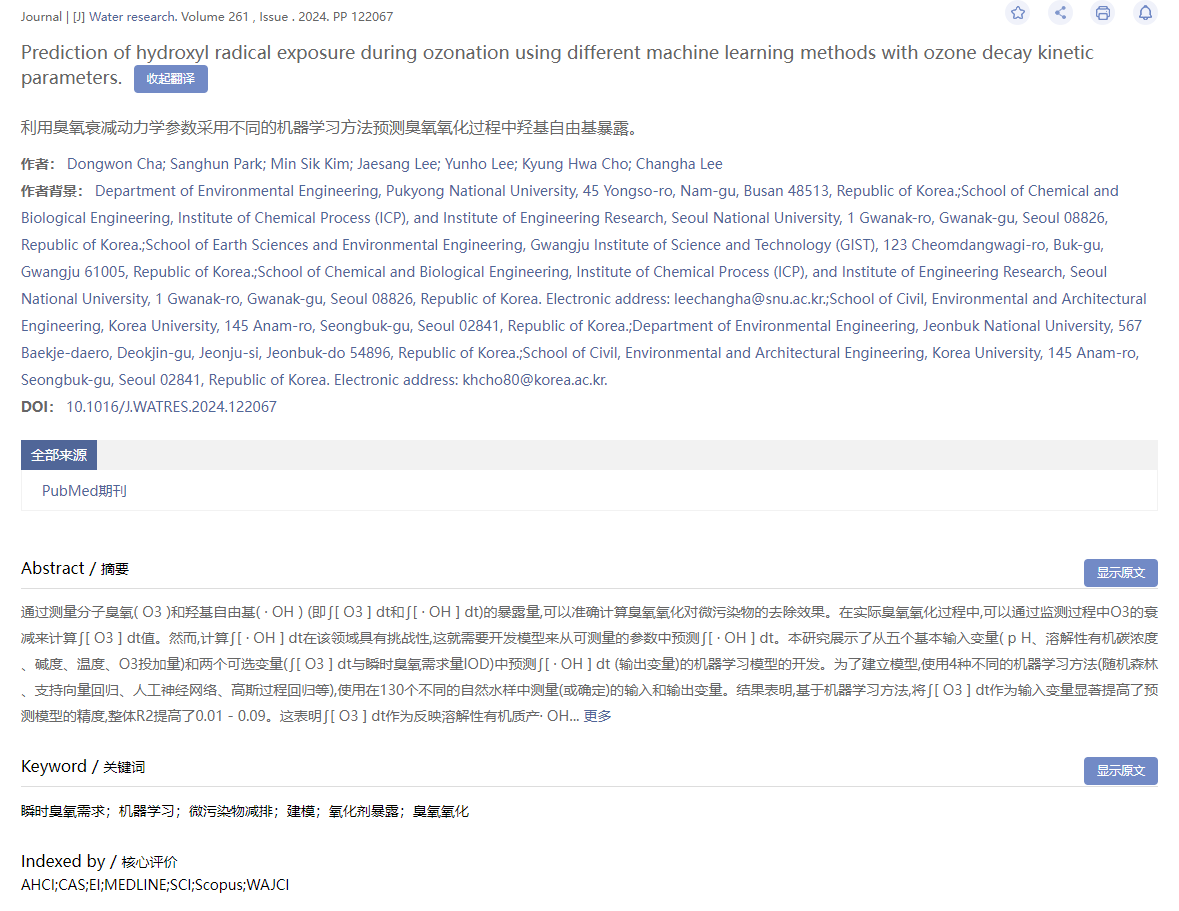 Journal | [J] Water research. Volume 261 , Issue . 2024. PP 122067
Prediction of hydroxyl radical exposure during ozonation using different machine learning methods with ozone decay kinetic
parameters. 收起翻译
利用臭氧衰减动力学参数采用不同的机器学习方法预测臭氧氧化过程中羟基自由基暴露。
作者： Dongwon Cha; Sanghun Park; Min Sik Kim; Jaesang Lee; Yunho Lee; Kyung Hwa Cho; Changha Lee
作者背景： Department of Environmental Engineering, Pukyong National University, 45 Yongso-ro, Nam-gu, Busan 48513, Republic of Korea.;School of Chemical and
Biological Engineering, Institute of Chemical Process (ICP), and Institute of Engineering Research, Seoul National University, 1 Gwanak-ro, Gwanak-gu, Seoul 08826,
Republic of Korea.;School of Earth Sciences and Environmental Engineering, Gwangju Institute of Science and Technology (GIST), 123 Cheomdangwagi-ro, Buk-gu,
Gwangju 61005, Republic of Korea.;School of Chemical and Biological Engineering, Institute of Chemical Process (ICP), and Institute of Engineering Research, Seoul
National University, 1 Gwanak-ro, Gwanak-gu, Seoul 08826, Republic of Korea. Electronic address: leechangha@snu.ac.kr.;School of Civil, Environmental and Architectural
Engineering, Korea University, 145 Anam-ro, Seongbuk-gu, Seoul 02841, Republic of Korea.;Department of Environmental Engineering, Jeonbuk National University, 567
Baekje-daero, Deokjin-gu, Jeonju-si, Jeonbuk-do 54896, Republic of Korea.;School of Civil, Environmental and Architectural Engineering, Korea University, 145 Anam-ro,
Seongbuk-gu, Seoul 02841, Republic of Korea. Electronic address: khcho80@korea.ac.kr.
DOI： 10.1016/J.WATRES.2024.122067
全部来源
PubMed期刊
Abstract / 摘要
显示原文
通过测量分子臭氧( O3 )和羟基自由基( · OH ) (即∫[ O3 ] dt和∫[ · OH ] dt)的暴露量,可以准确计算臭氧氧化对微污染物的去除效果。在实际臭氧氧化过程中,可以通过监测过程中O3的衰
减来计算∫[ O3 ] dt值。然而,计算∫[ · OH ] dt在该领域具有挑战性,这就需要开发模型来从可测量的参数中预测∫[ · OH ] dt。本研究展示了从五个基本输入变量( p H、溶解性有机碳浓度
、碱度、温度、O3投加量)和两个可选变量(∫[ O3 ] dt与瞬时臭氧需求量IOD)中预测∫[ · OH ] dt (输出变量)的机器学习模型的开发。为了建立模型,使用4种不同的机器学习方法(随机森林
、支持向量回归、人工神经网络、高斯过程回归等),使用在130个不同的自然水样中测量(或确定)的输入和输出变量。结果表明,基于机器学习方法,将∫[ O3 ] dt作为输入变量显著提高了预
测模型的精度,整体R2提高了0.01 - 0.09。这表明∫[ O3 ] dt作为反映溶解性有机质产· OH... 更多
Keyword / 关键词
显示原文
瞬时臭氧需求；机器学习；微污染物减排；建模；氧化剂暴露；臭氧氧化
Indexed by / 核心评价
AHCI;CAS;EI;MEDLINE;SCI;Scopus;WAJCI